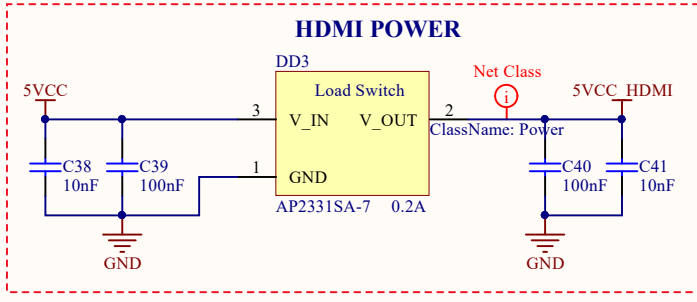 HDMI POWER
DD3
Net Class
i
5VCC
Load Switch
5VCC_HDMI
3
V_IN
V_OUT
2
ClassName: Power
C38
10nF
C39
100nF
1
GND
C40
100nF
C41
10nF
AP2331SA-7
0.2A
GND
GND